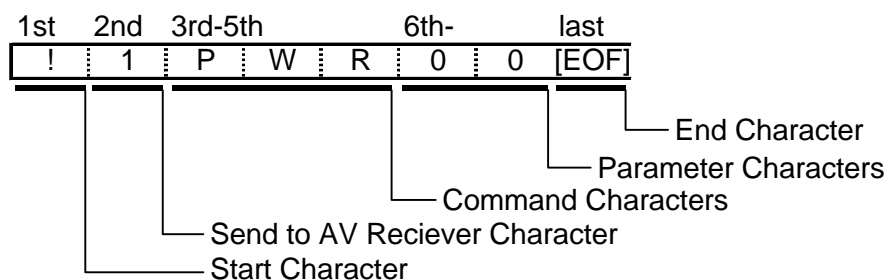 1st 2nd 3rd-5th 6th- last
! 1 P W R 0 0 [EOF]
End Character
Parameter Characters
Command Characters
Send to AV Reciever Character
Start Character